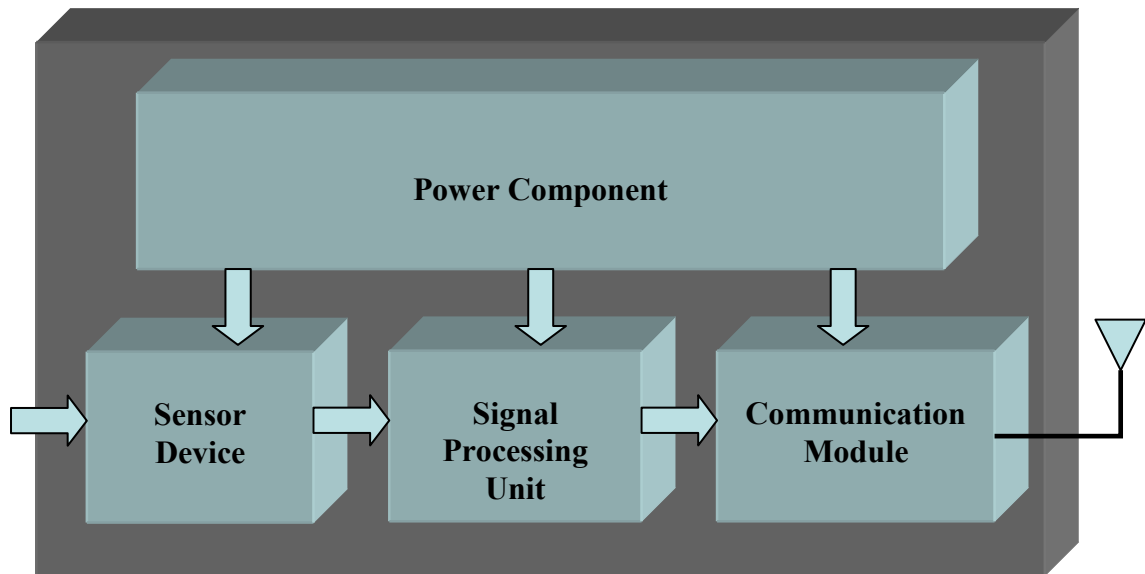 Power Component
Sensor
Device
Signal
Processing
Unit
Communication
Module